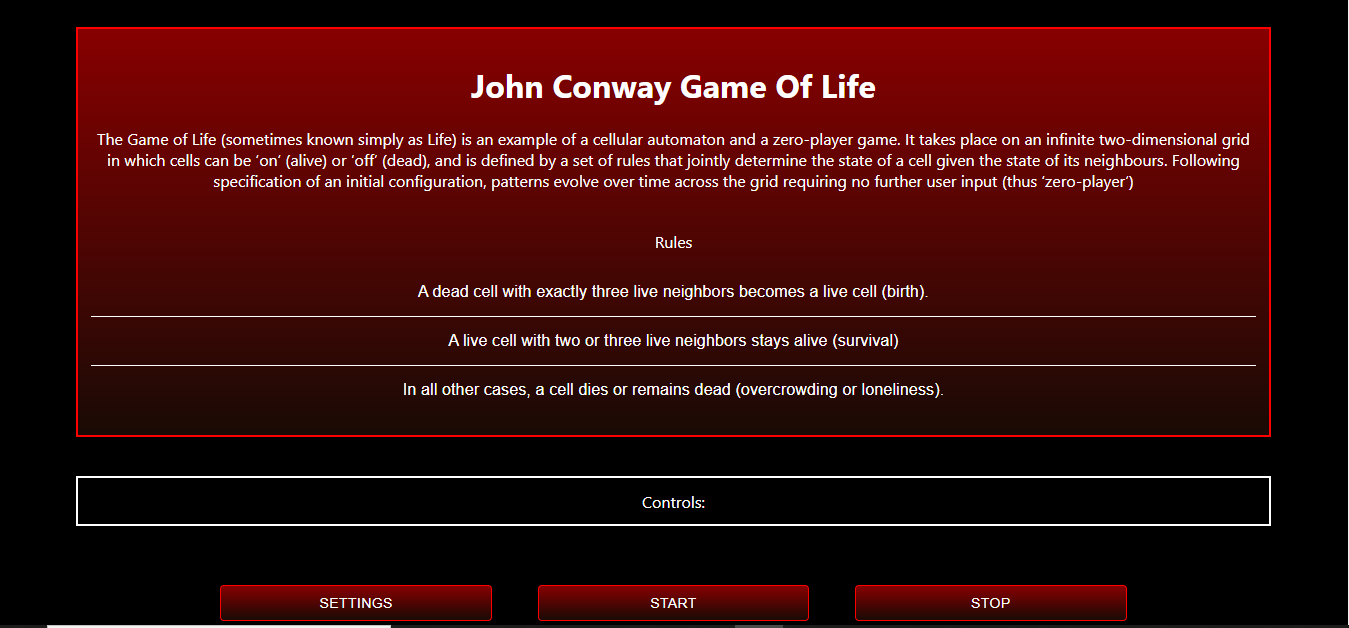 John Conway Game Of Life
The Game of Life (sometimes known simply as Life) is an example of a cellular automaton and a zero-player game. It takes place on an infinite two-dimensional grid
in which cells can be ‘on’ (alive) or ‘off’ (dead), and is defined by a set of rules that jointly determine the state of a cell given the state of its neighbours. Following
specification of an initial configuration, patterns evolve over time across the grid requiring no further user input (thus ‘zero-player’)
Rules
A dead cell with exactly three live neighbors becomes a live cell (birth).
A live cell with two or three live neighbors stays alive (survival)
In all other cases, a cell dies or remains dead (overcrowding or loneliness).
Controls:
SETTINGS
START
STOP